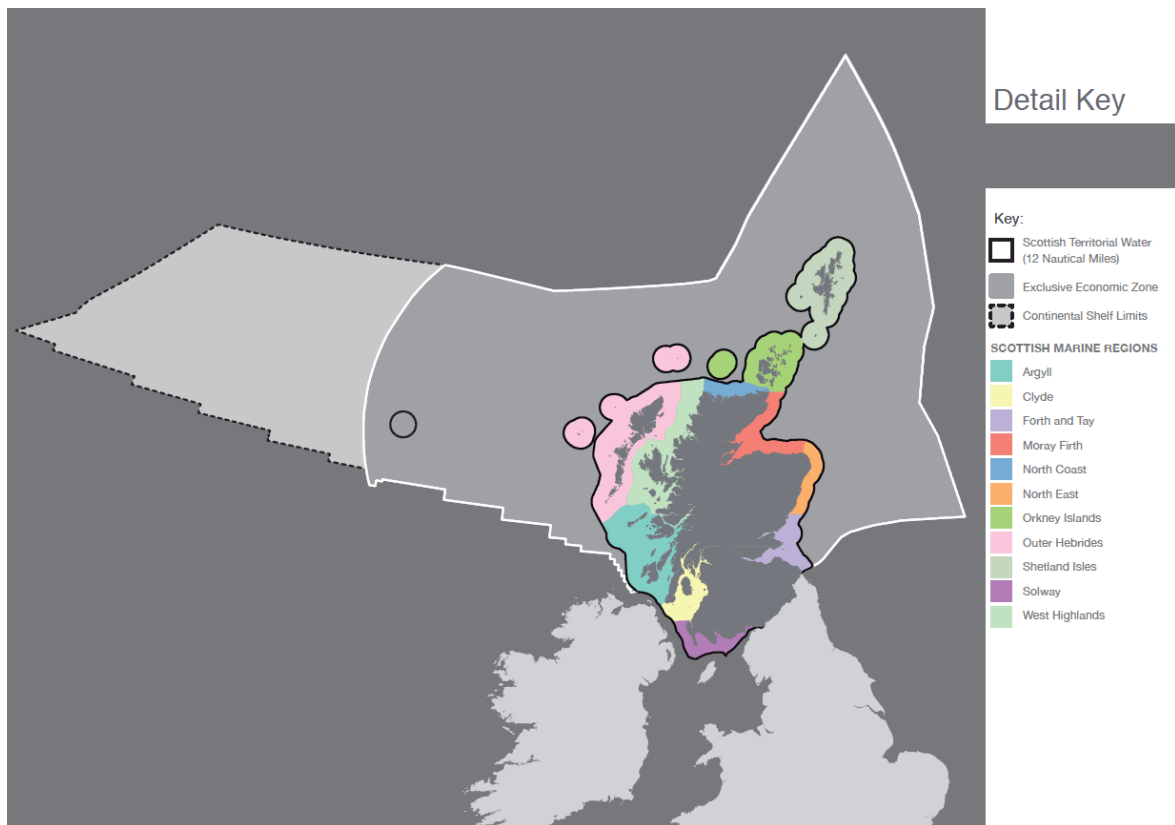 Detail Key
Key:
Scottish Territorial Water
(12 Nautical Miles)
Exclusive Economic Zone
Continental Shelf Limits
SCOTTISH MARINE REGIONS
Argyll
Clyde
Forth and Tay
Moray Firth
North Coast
North East
Orkney Islands
Outer Hebrides
Shetland Isles
Solway
West Highlands